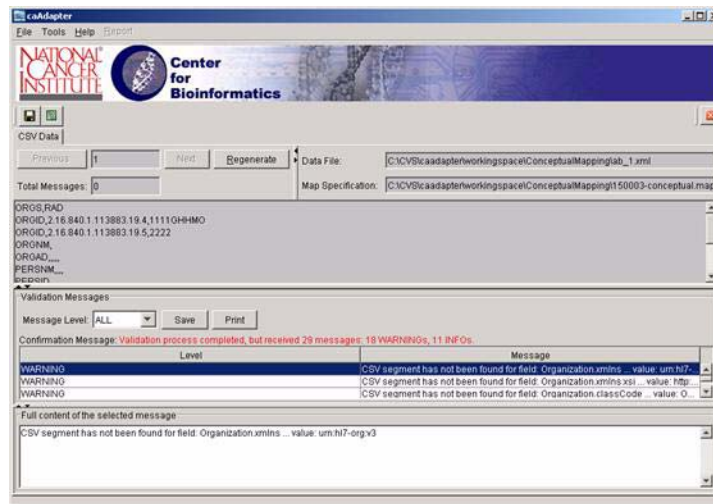 caAdapter
File Tools Help Report
NATIONAL CANCER INSTITUTE
Center for Bioinformatics
CSV Data
Previous 1 Next Regenerate Data File: C:\CVS\caadapter\workingspace\ConceptualMapping\lab_1.xml
Total Messages: 0 Map Specification: C:\CVS\caadapter\workingspace\ConceptualMapping\150003-conceptual.map
ORGS,RAD
ORGID,2.16.840.1.113883.19.4,1111GHHMO
ORGID,2.16.840.1.113883.19.5,2222
ORGNM,
ORGAD,,,,
PERSNM,,,
PERSID
Validation Messages
Message Level: ALL Save Print
Confirmation Message: Validation process completed, but received 29 messages: 18 WARNINGs, 11 INFOs.
Level Message
WARNING CSV segment has not been found for field: Organization.xmlns ... value: urn:hl7-...
WARNING CSV segment has not been found for field: Organization.xmlns:xsi ... value: http:...
WARNING CSV segment has not been found for field: Organization.classCode ... value: O...
Full content of the selected message:
CSV segment has not been found for field: Organization.xmlns ... value: urn:hl7-org:v3